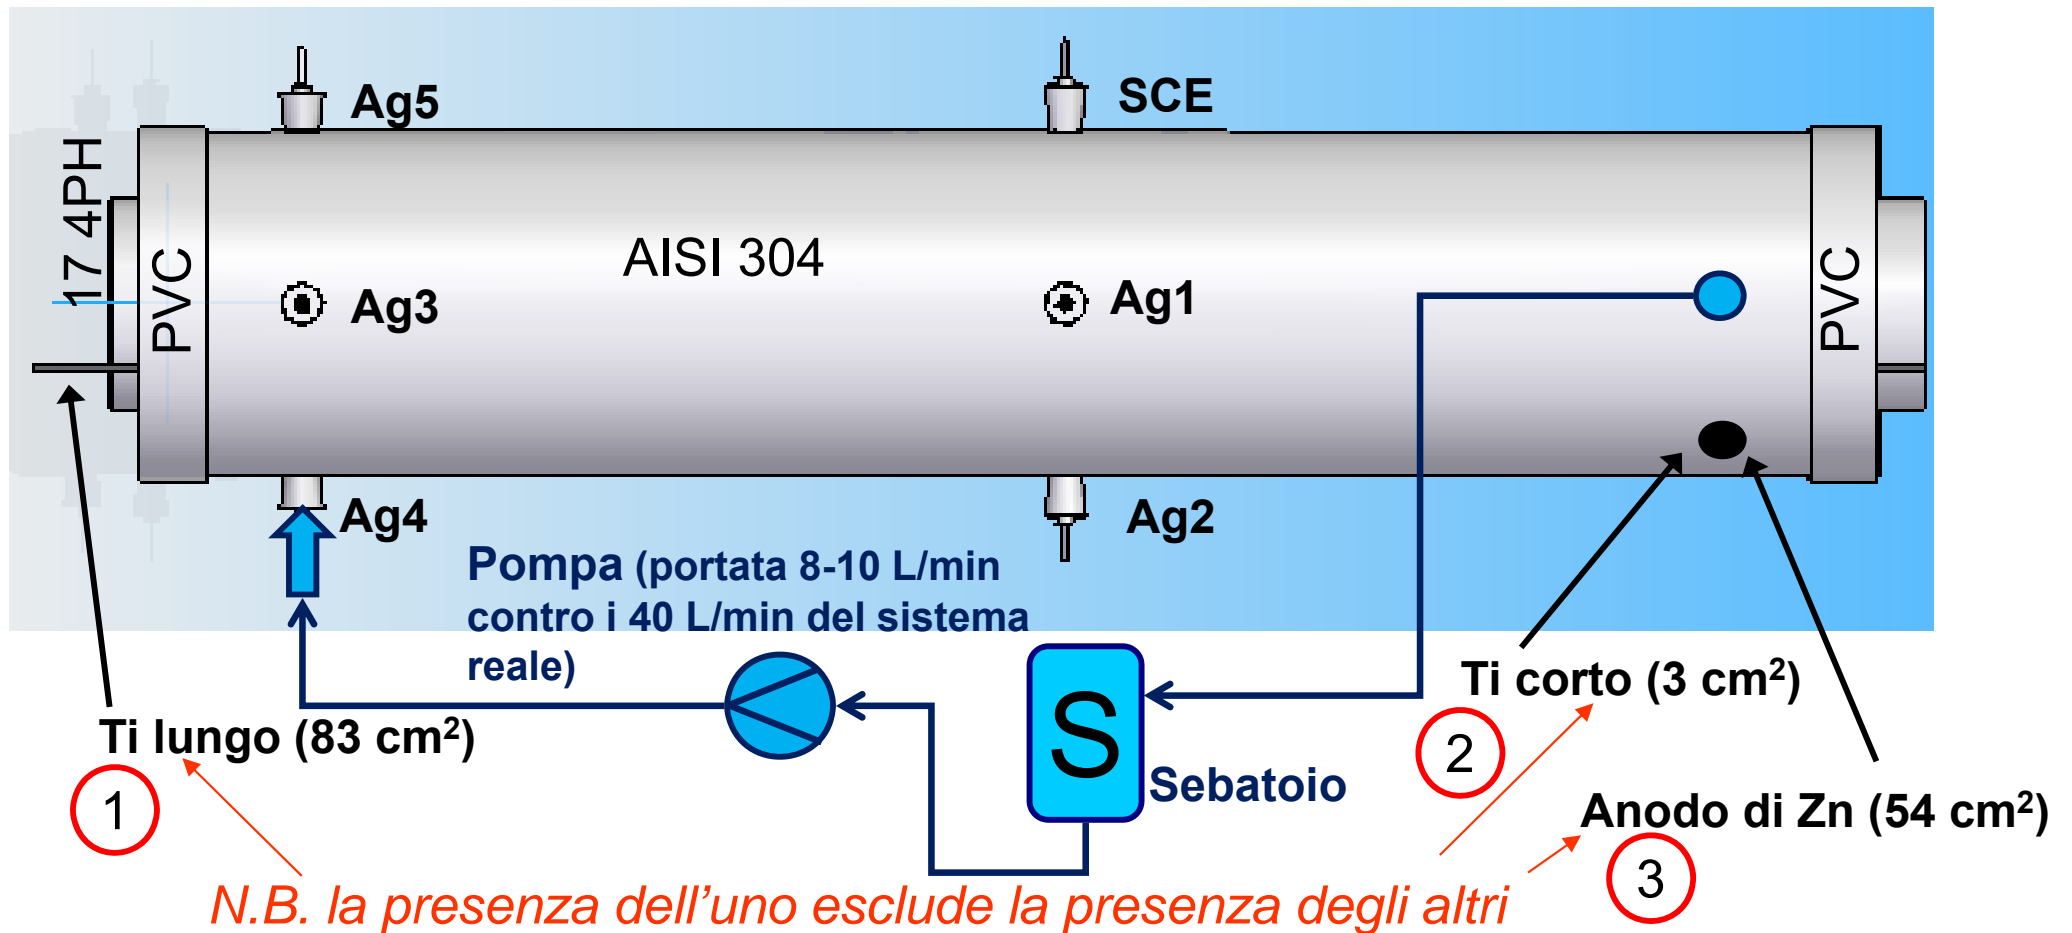 Ag5
SCE
17 4PH
PVC
AISI 304
PVC
Ag3
Ag1
Ag4
Ag2
Pompa (portata 8-10 L/min
contro i 40 L/min del sistema
reale)
Ti lungo (83 cm²)
1
S
Sebatoio
Ti corto (3 cm²)
2
Anodo di Zn (54 cm²)
3
N.B. la presenza dell’uno esclude la presenza degli altri